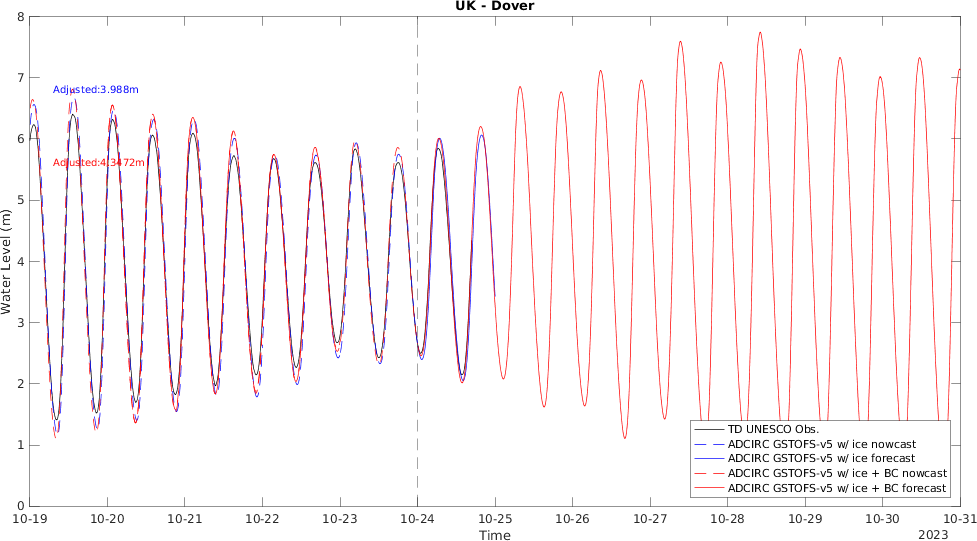 UK - Dover
8
7
6
5
4
3
2
1
0
Water Level (m)
Adjusted:3.988m
Adjusted:4.3472m
TD UNESCO Obs.
ADCIRC GSTOFS-v5 w/ ice nowcast
ADCIRC GSTOFS-v5 w/ ice forecast
ADCIRC GSTOFS-v5 w/ ice + BC nowcast
ADCIRC GSTOFS-v5 w/ ice + BC forecast
10-19 10-20 10-21 10-22 10-23 10-24 10-25 10-26 10-27 10-28 10-29 10-30 10-31
Time
2023